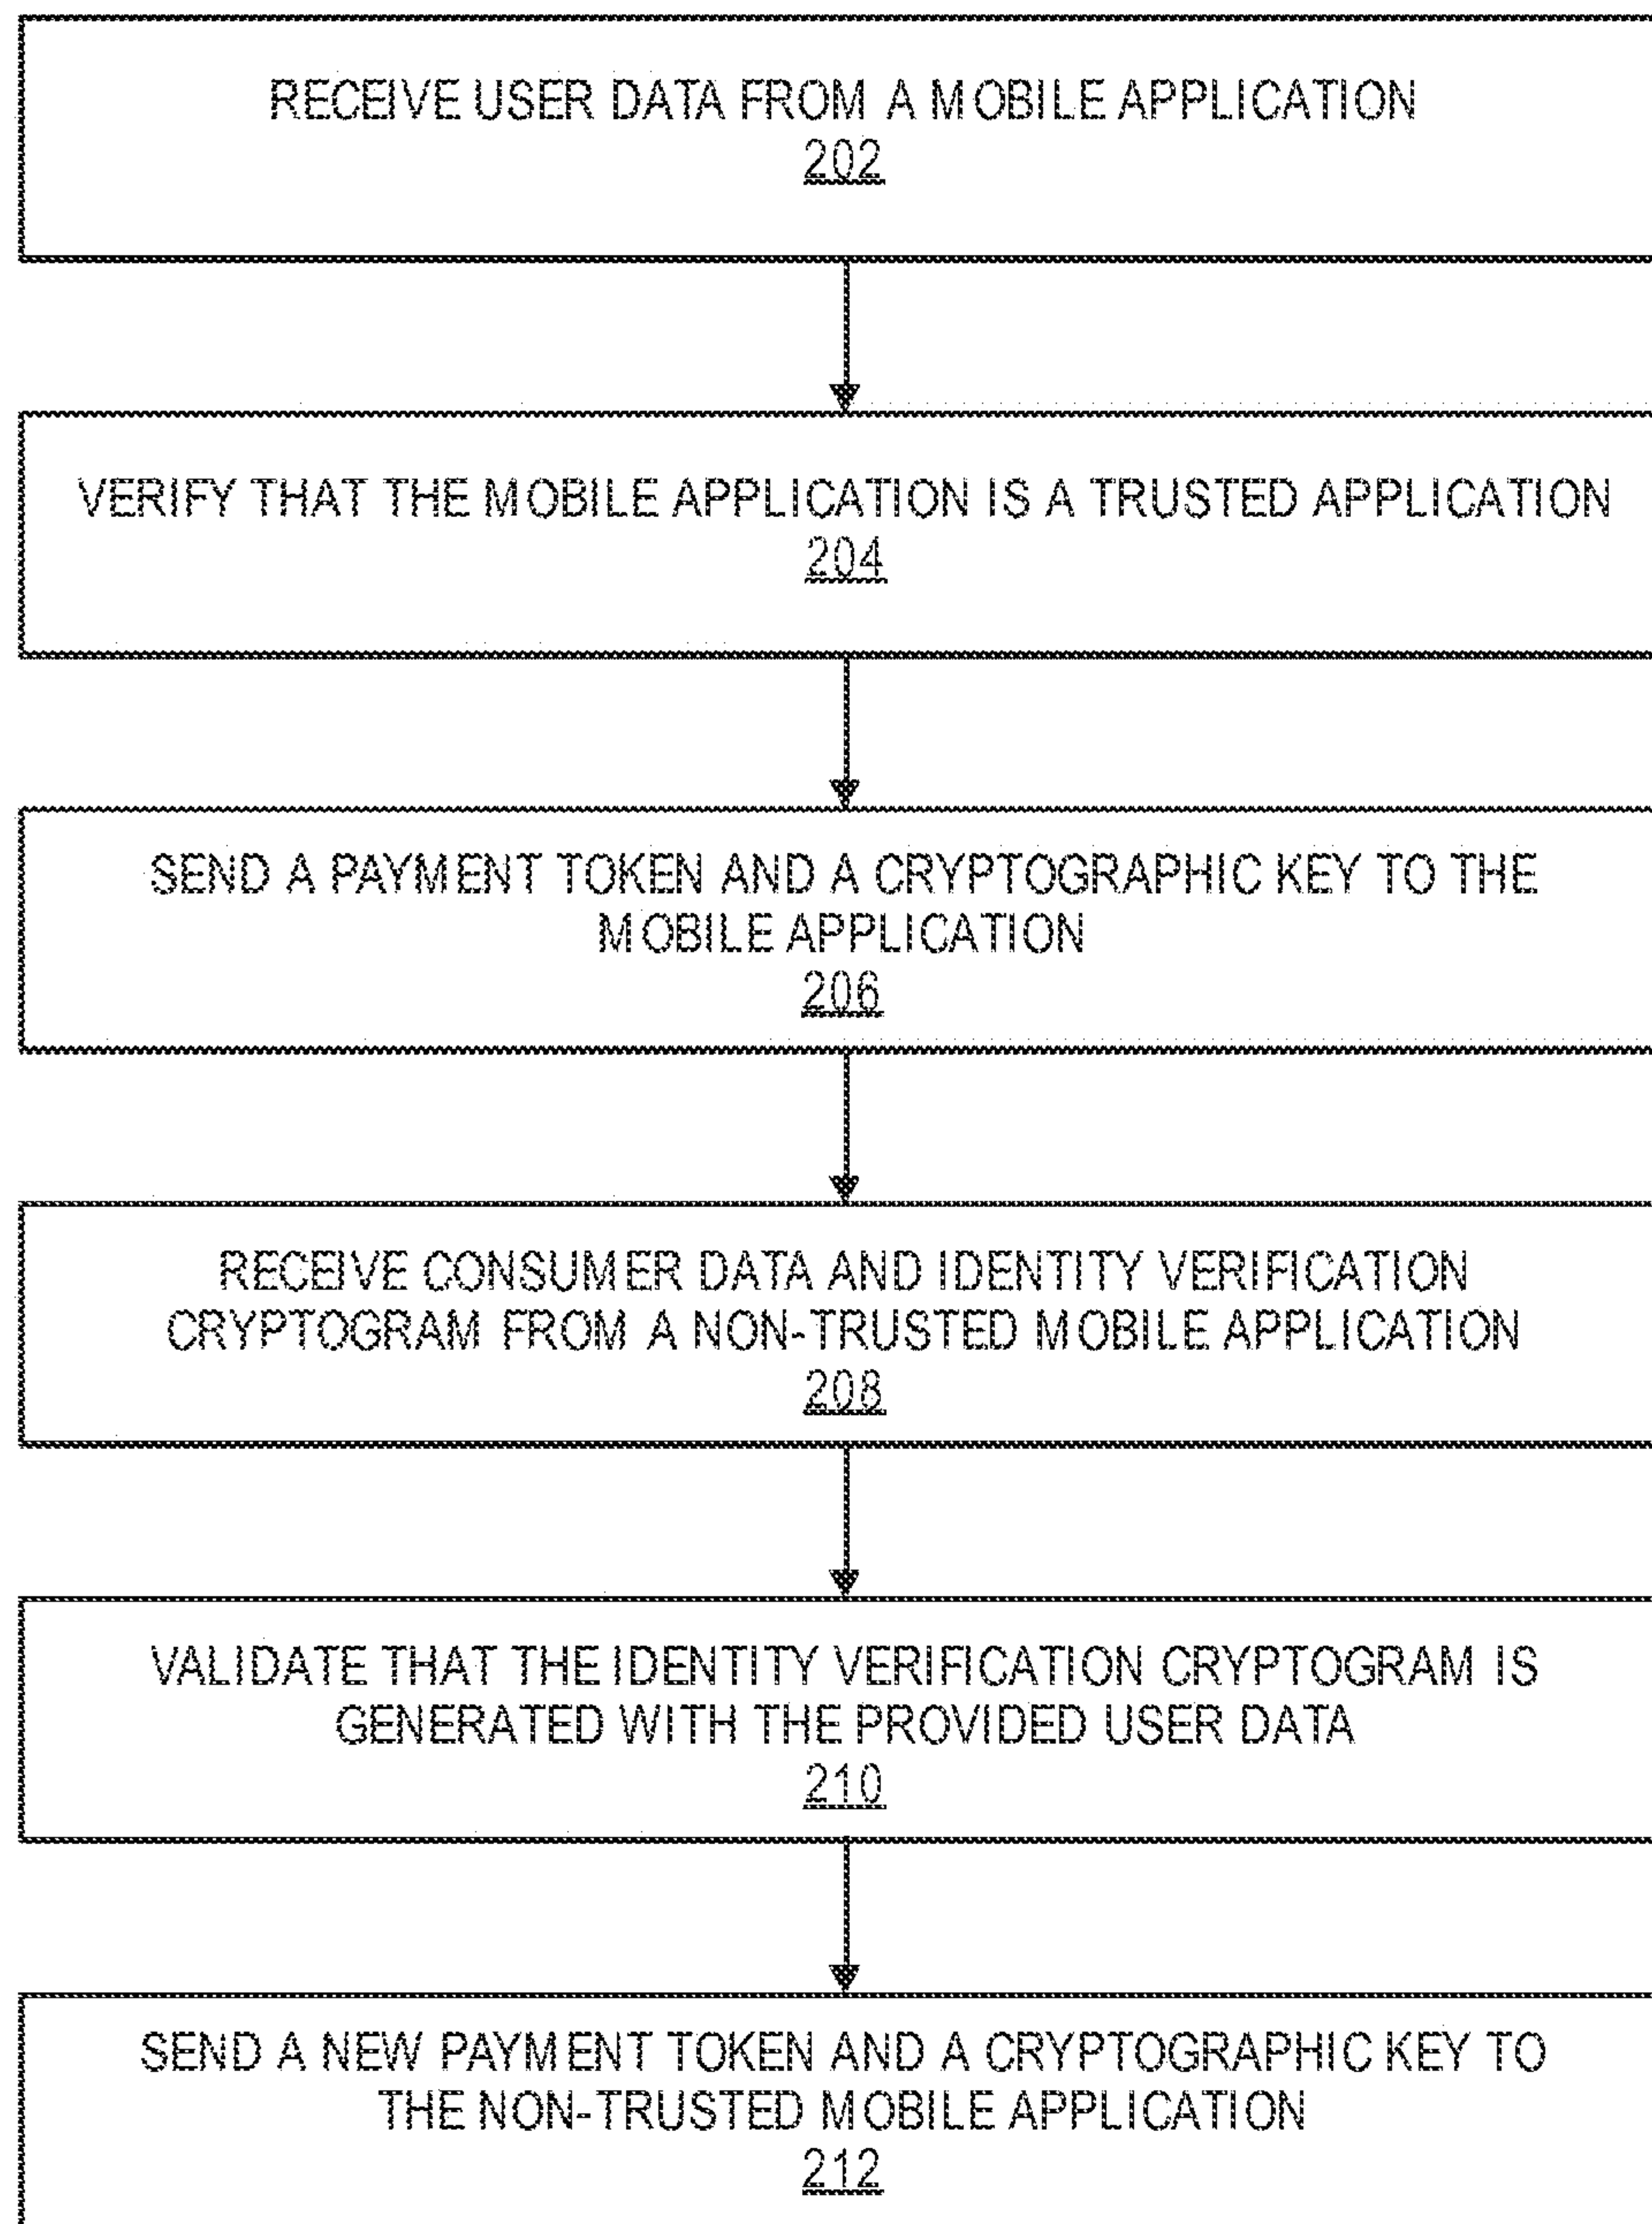 RECEIVE USER DATA FROM A MOBILE APPLICATION
202
VERIFY THAT THE MOBILE APPLICATION IS A TRUSTED APPLICATION
204
SEND A PAYMENT TOKEN AND A CRYPTOGRAPHIC KEY TO THE
MOBILE APPLICATION
206
RECEIVE CONSUMER DATA AND IDENTITY VERIFICATION
CRYPTOGRAM FROM A NON-TRUSTED MOBILE APPLICATION
208
VALIDATE THAT THE IDENTITY VERIFICATION CRYPTOGRAM IS
GENERATED WITH THE PROVIDED USER DATA
210
SEND A NEW PAYMENT TOKEN AND A CRYPTOGRAPHIC KEY TO
THE NON-TRUSTED MOBILE APPLICATION
212